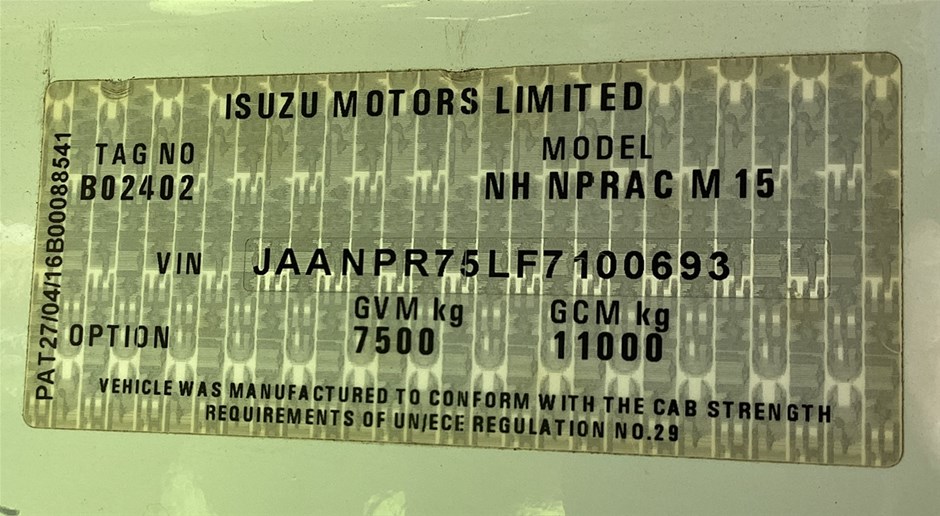 ISUZU MOTORS LIMITED
TAG NO
MODEL
B02402
NH NPRAC M 15
VIN JAANPR75LF7100693
GVM kg
GCM kg
OPTION 7500 11000
VEHICLE WAS MANUFACTURED TO CONFORM WITH THE CAB STRENGTH
REQUIREMENTS OF UN/ECE REGULATION NO.29
PAT27/04/16B00088541